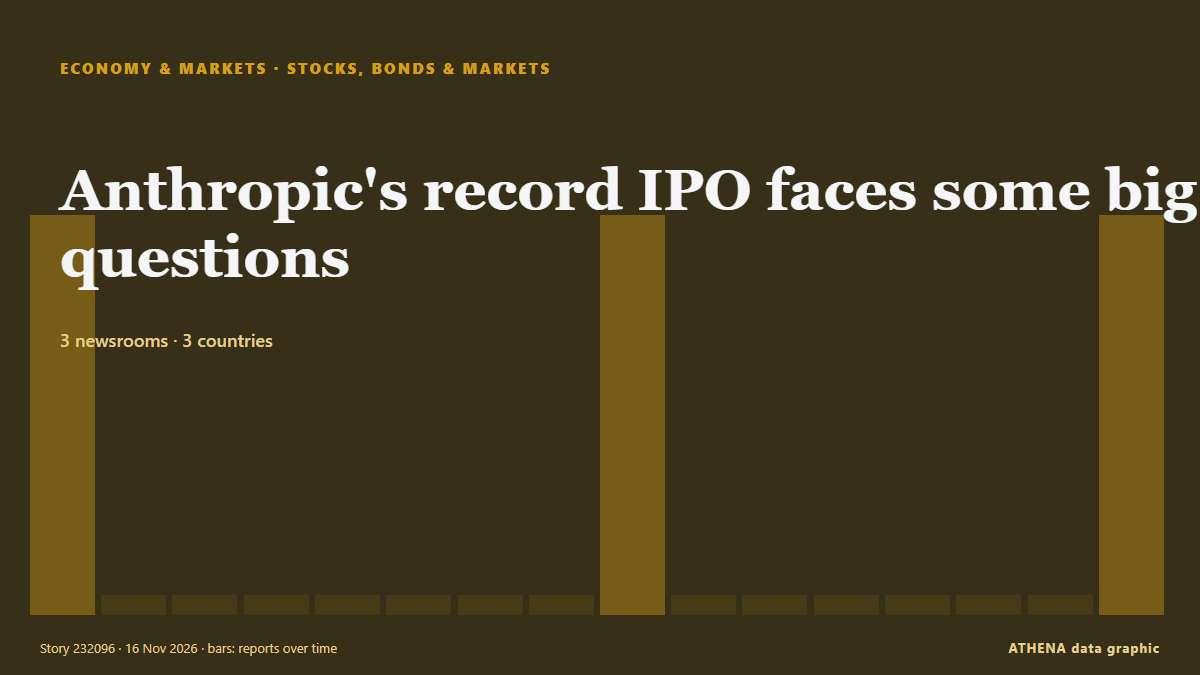 ECONOMY & MARKETS · STOCKS, BONDS & MARKETS
Anthropic's record IPO faces some big
questions
3 newsrooms · 3 countries
Story 232096 · 16 Nov 2026 · bars: reports over time
ATHENA data graphic